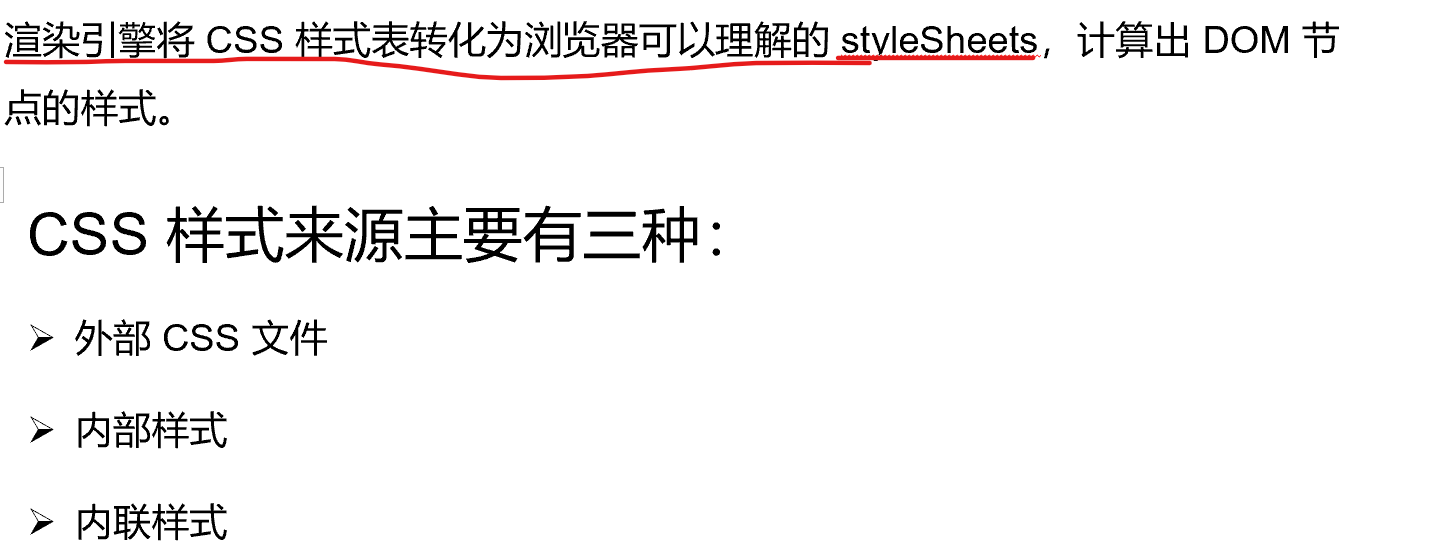 渲染引擎将 CSS 样式表转化为浏览器可以理解的 styleSheets，计算出 DOM 节
点的样式。
CSS 样式来源主要有三种：
➢ 外部 CSS 文件
➢ 内部样式
➢ 内联样式